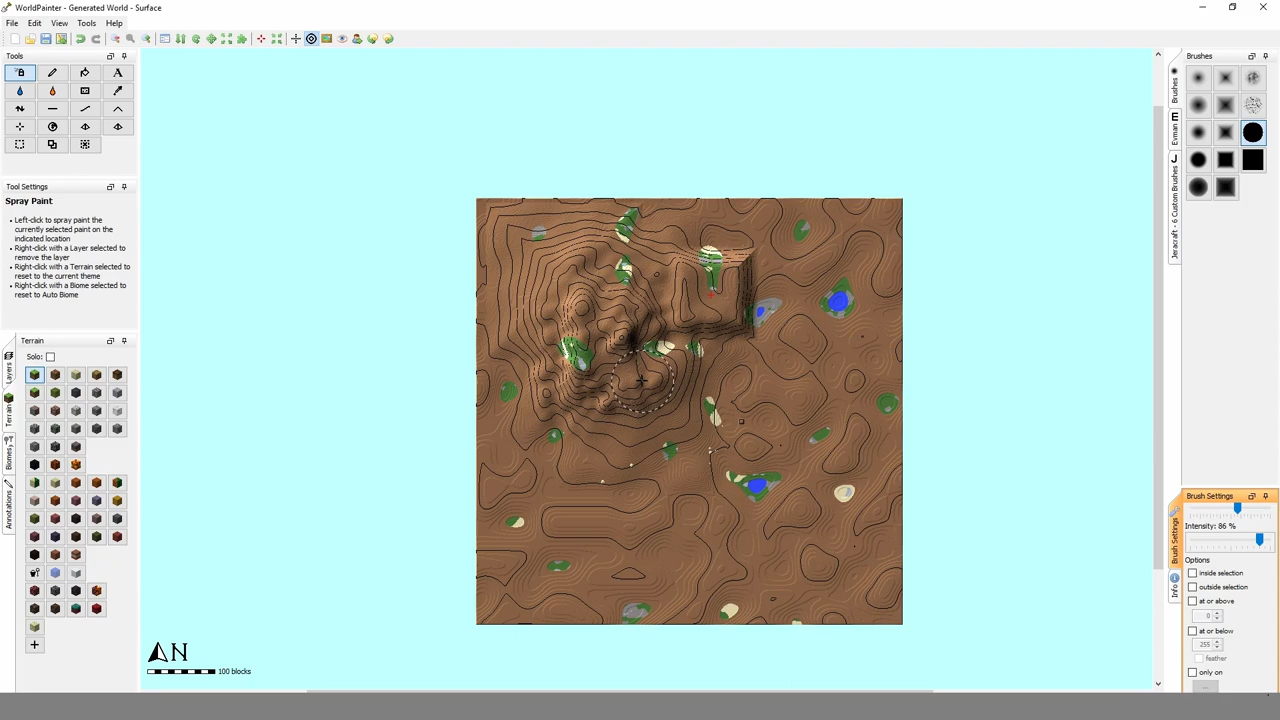 WorldPainter - Generated World - Surface
File Edit View Tools Help
Tools
A
Tool Settings
Spray Paint
• Left-click to spray paint the
currently selected paint on the
indicated location
• Right-click with a Layer selected to
remove the layer
• Right-click with a Terrain selected to
reset to the current theme
• Right-click with a Biome selected to
reset to Auto Biome
Layers
Terrain
Biomes
Annotations
Terrain
Solo:
N
100 blocks
Brushes
Evman
Jeracraft - 6 Custom Brushes
Brushes
Brush Settings
Info
Brush Settings
Intensity: 86 %
Options
inside selection
outside selection
at or above
0
at or below
255
feather
only on
...